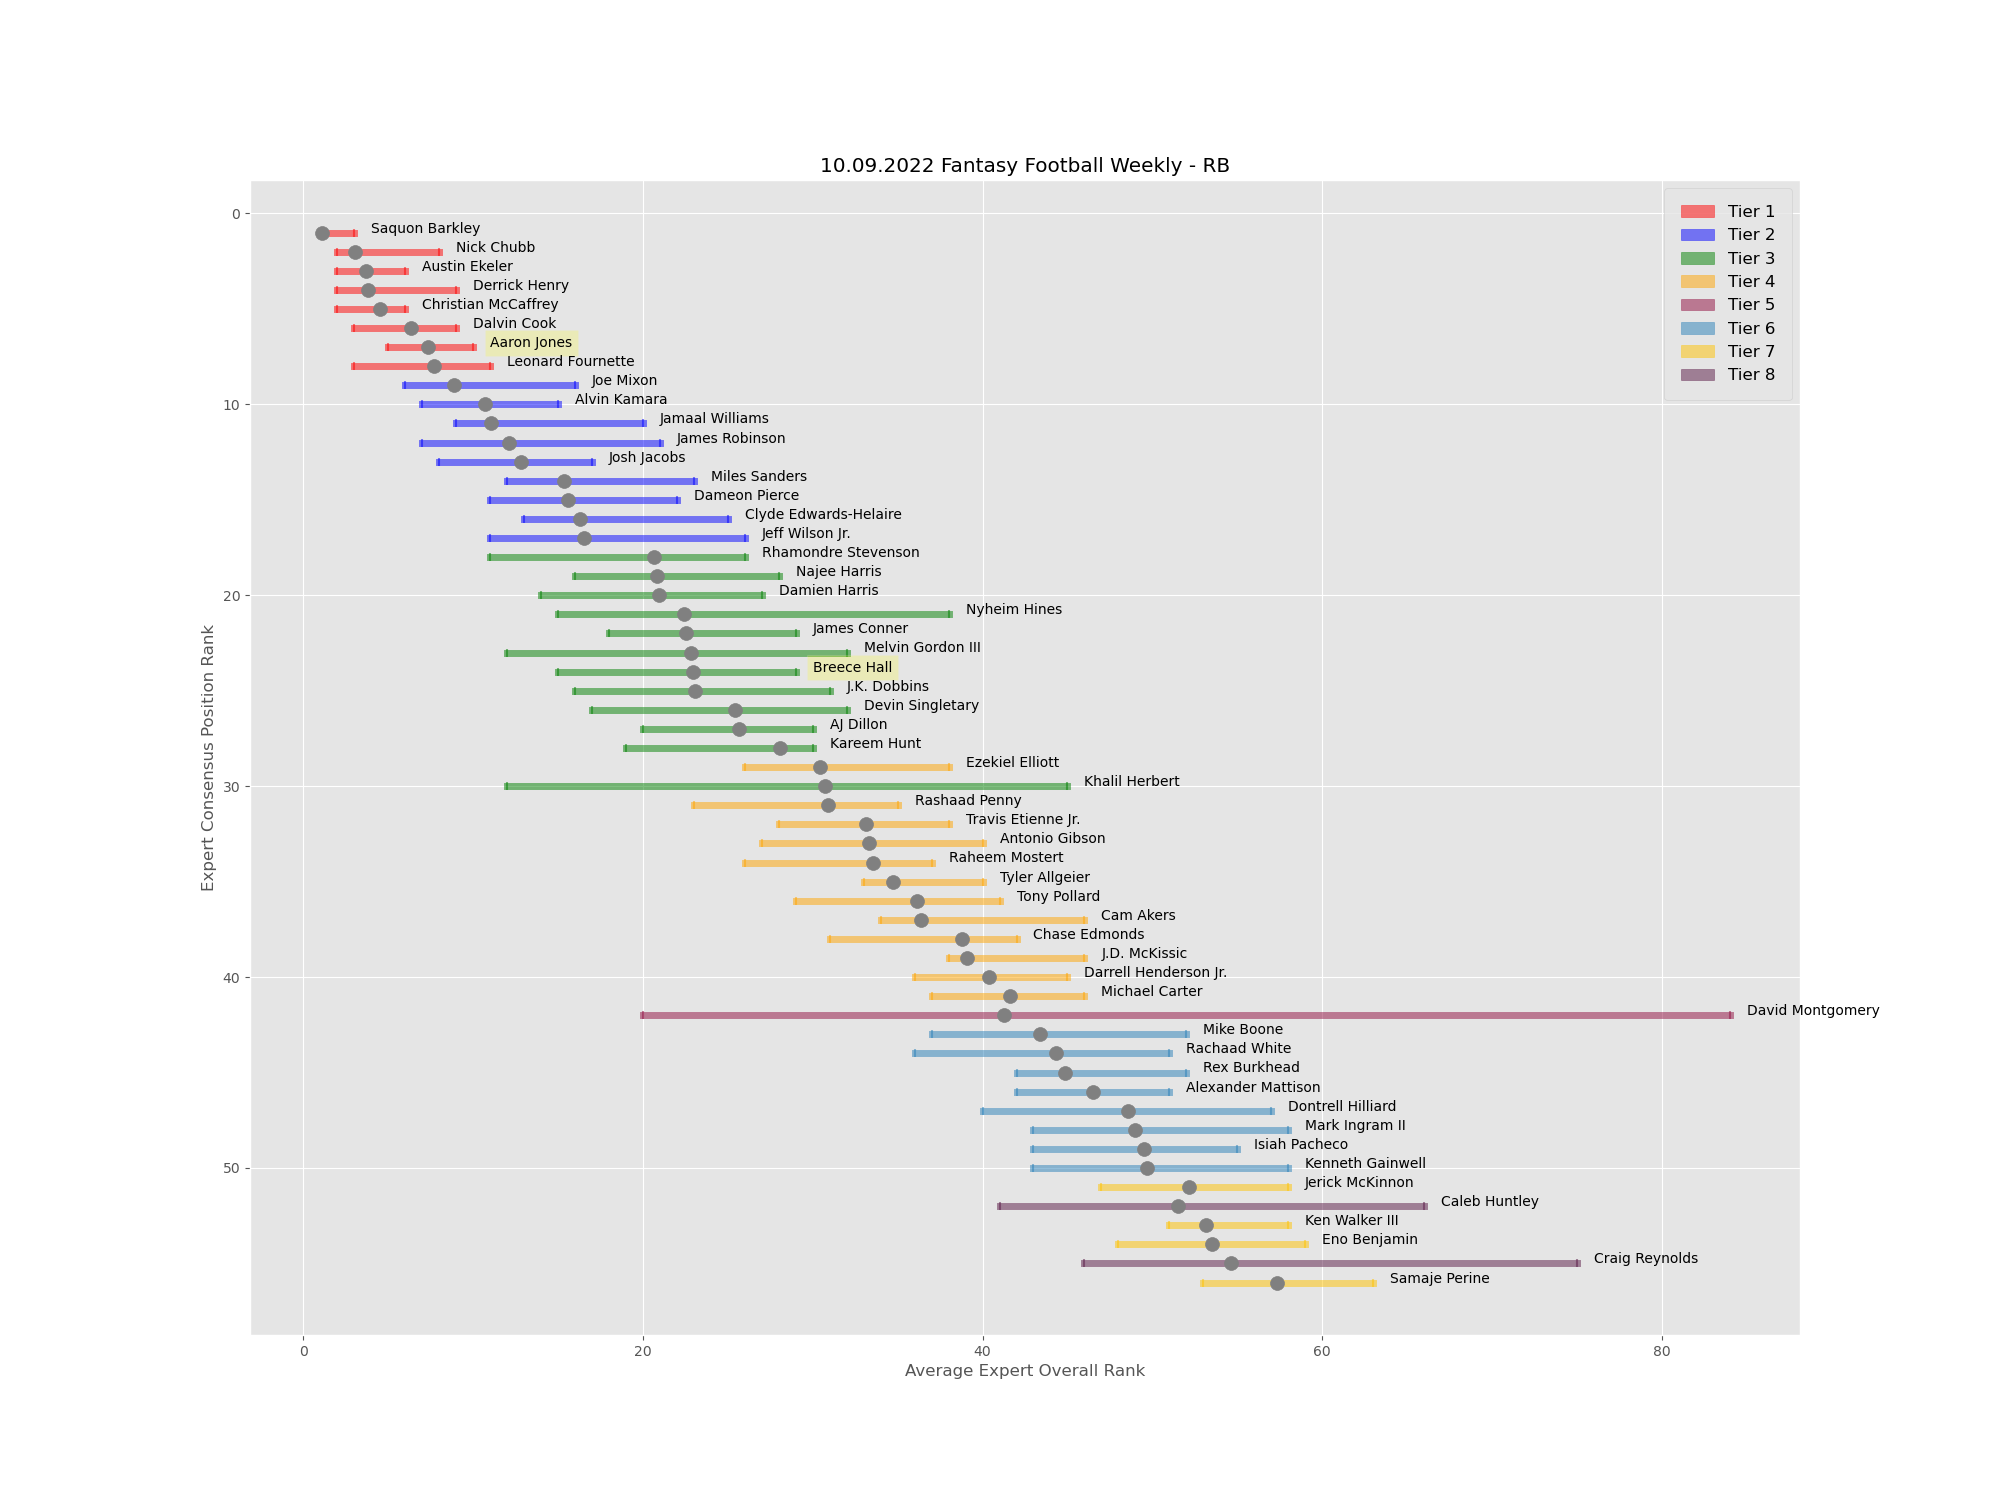 10.09.2022 Fantasy Football Weekly - RB
Tier 1
Tier 2
Tier 3
Tier 4
Tier 5
Tier 6
Tier 7
Tier 8
Expert Consensus Position Rank
0
10
20
30
40
50
Saquon Barkley
Nick Chubb
Austin Ekeler
Derrick Henry
Christian McCaffrey
Dalvin Cook
Aaron Jones
Leonard Fournette
Joe Mixon
Alvin Kamara
Jamaal Williams
James Robinson
Josh Jacobs
Miles Sanders
Dameon Pierce
Clyde Edwards-Helaire
Jeff Wilson Jr.
Rhamondre Stevenson
Najee Harris
Damien Harris
Nyheim Hines
James Conner
Melvin Gordon III
Breece Hall
J.K. Dobbins
Devin Singletary
AJ Dillon
Kareem Hunt
Ezekiel Elliott
Khalil Herbert
Rashaad Penny
Travis Etienne Jr.
Antonio Gibson
Raheem Mostert
Tyler Allgeier
Tony Pollard
Cam Akers
Chase Edmonds
J.D. McKissic
Darrell Henderson Jr.
Michael Carter
David Montgomery
Mike Boone
Rachaad White
Rex Burkhead
Alexander Mattison
Dontrell Hilliard
Mark Ingram II
Isiah Pacheco
Kenneth Gainwell
Jerick McKinnon
Caleb Huntley
Ken Walker III
Eno Benjamin
Craig Reynolds
Samaje Perine
0
20
40
60
80
Average Expert Overall Rank